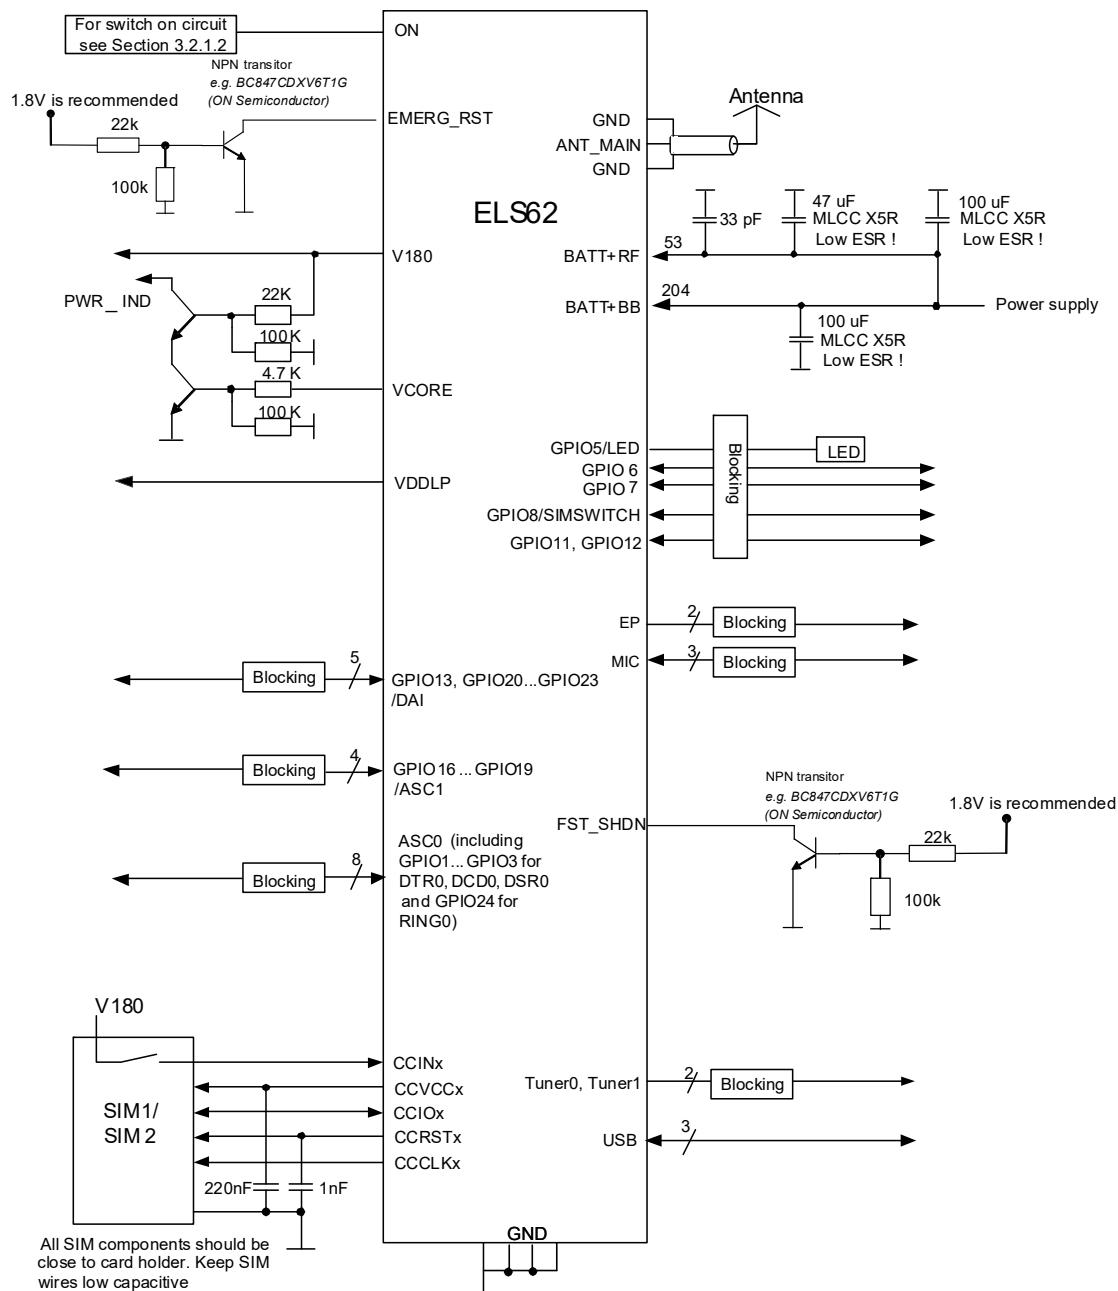 For switch on circuit
see Section 3.2.1.2
ON
NPN transitor
e.g. BC847CDXV6T1G
(ON Semiconductor)
1.8V is recommended
22k
100k
EMERG_RST
GND
ANT_MAIN
GND
Antenna
ELS62
33 pF
47 uF
MLCC X5R
Low ESR !
100 uF
MLCC X5R
Low ESR !
V180
BATT+RF
53
PWR_IND
22K
100K
BATT+BB
204
Power supply
100 uF
MLCC X5R
Low ESR !
4.7 K
VCORE
100 K
GPIO5/LED
LED
GPIO 6
GPIO 7
Blocking
VDDLP
GPIO8/SIMSWITCH
GPIO11, GPIO12
EP
2
Blocking
MIC
3
Blocking
Blocking
5
GPIO13, GPIO20...GPIO23
/DAI
Blocking
4
GPIO16 ... GPIO19
/ASC1
NPN transitor
e.g. BC847CDXV6T1G
(ON Semiconductor)
1.8V is recommended
FST_SHDN
22k
100k
Blocking
8
ASC0 (including
GPIO1... GPIO3 for
DTR0, DCD0, DSR0
and GPIO24 for
RING0)
V180
CCINx
CCVCCx
CCIOx
CCRSTx
CCCLKx
SIM1/
SIM2
220nF
1nF
Tuner0, Tuner1
2
Blocking
USB
3
GND
All SIM components should be
close to card holder. Keep SIM
wires low capacitive